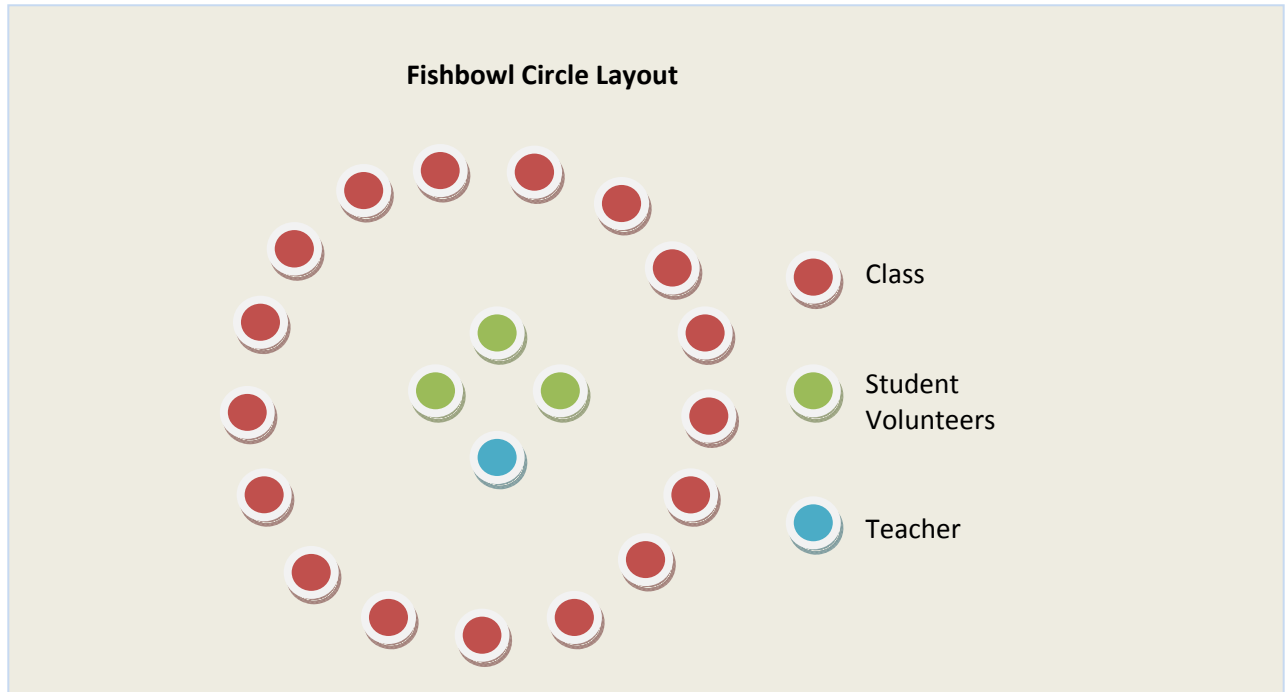 Fishbowl Circle Layout
Class
Student
Volunteers
Teacher